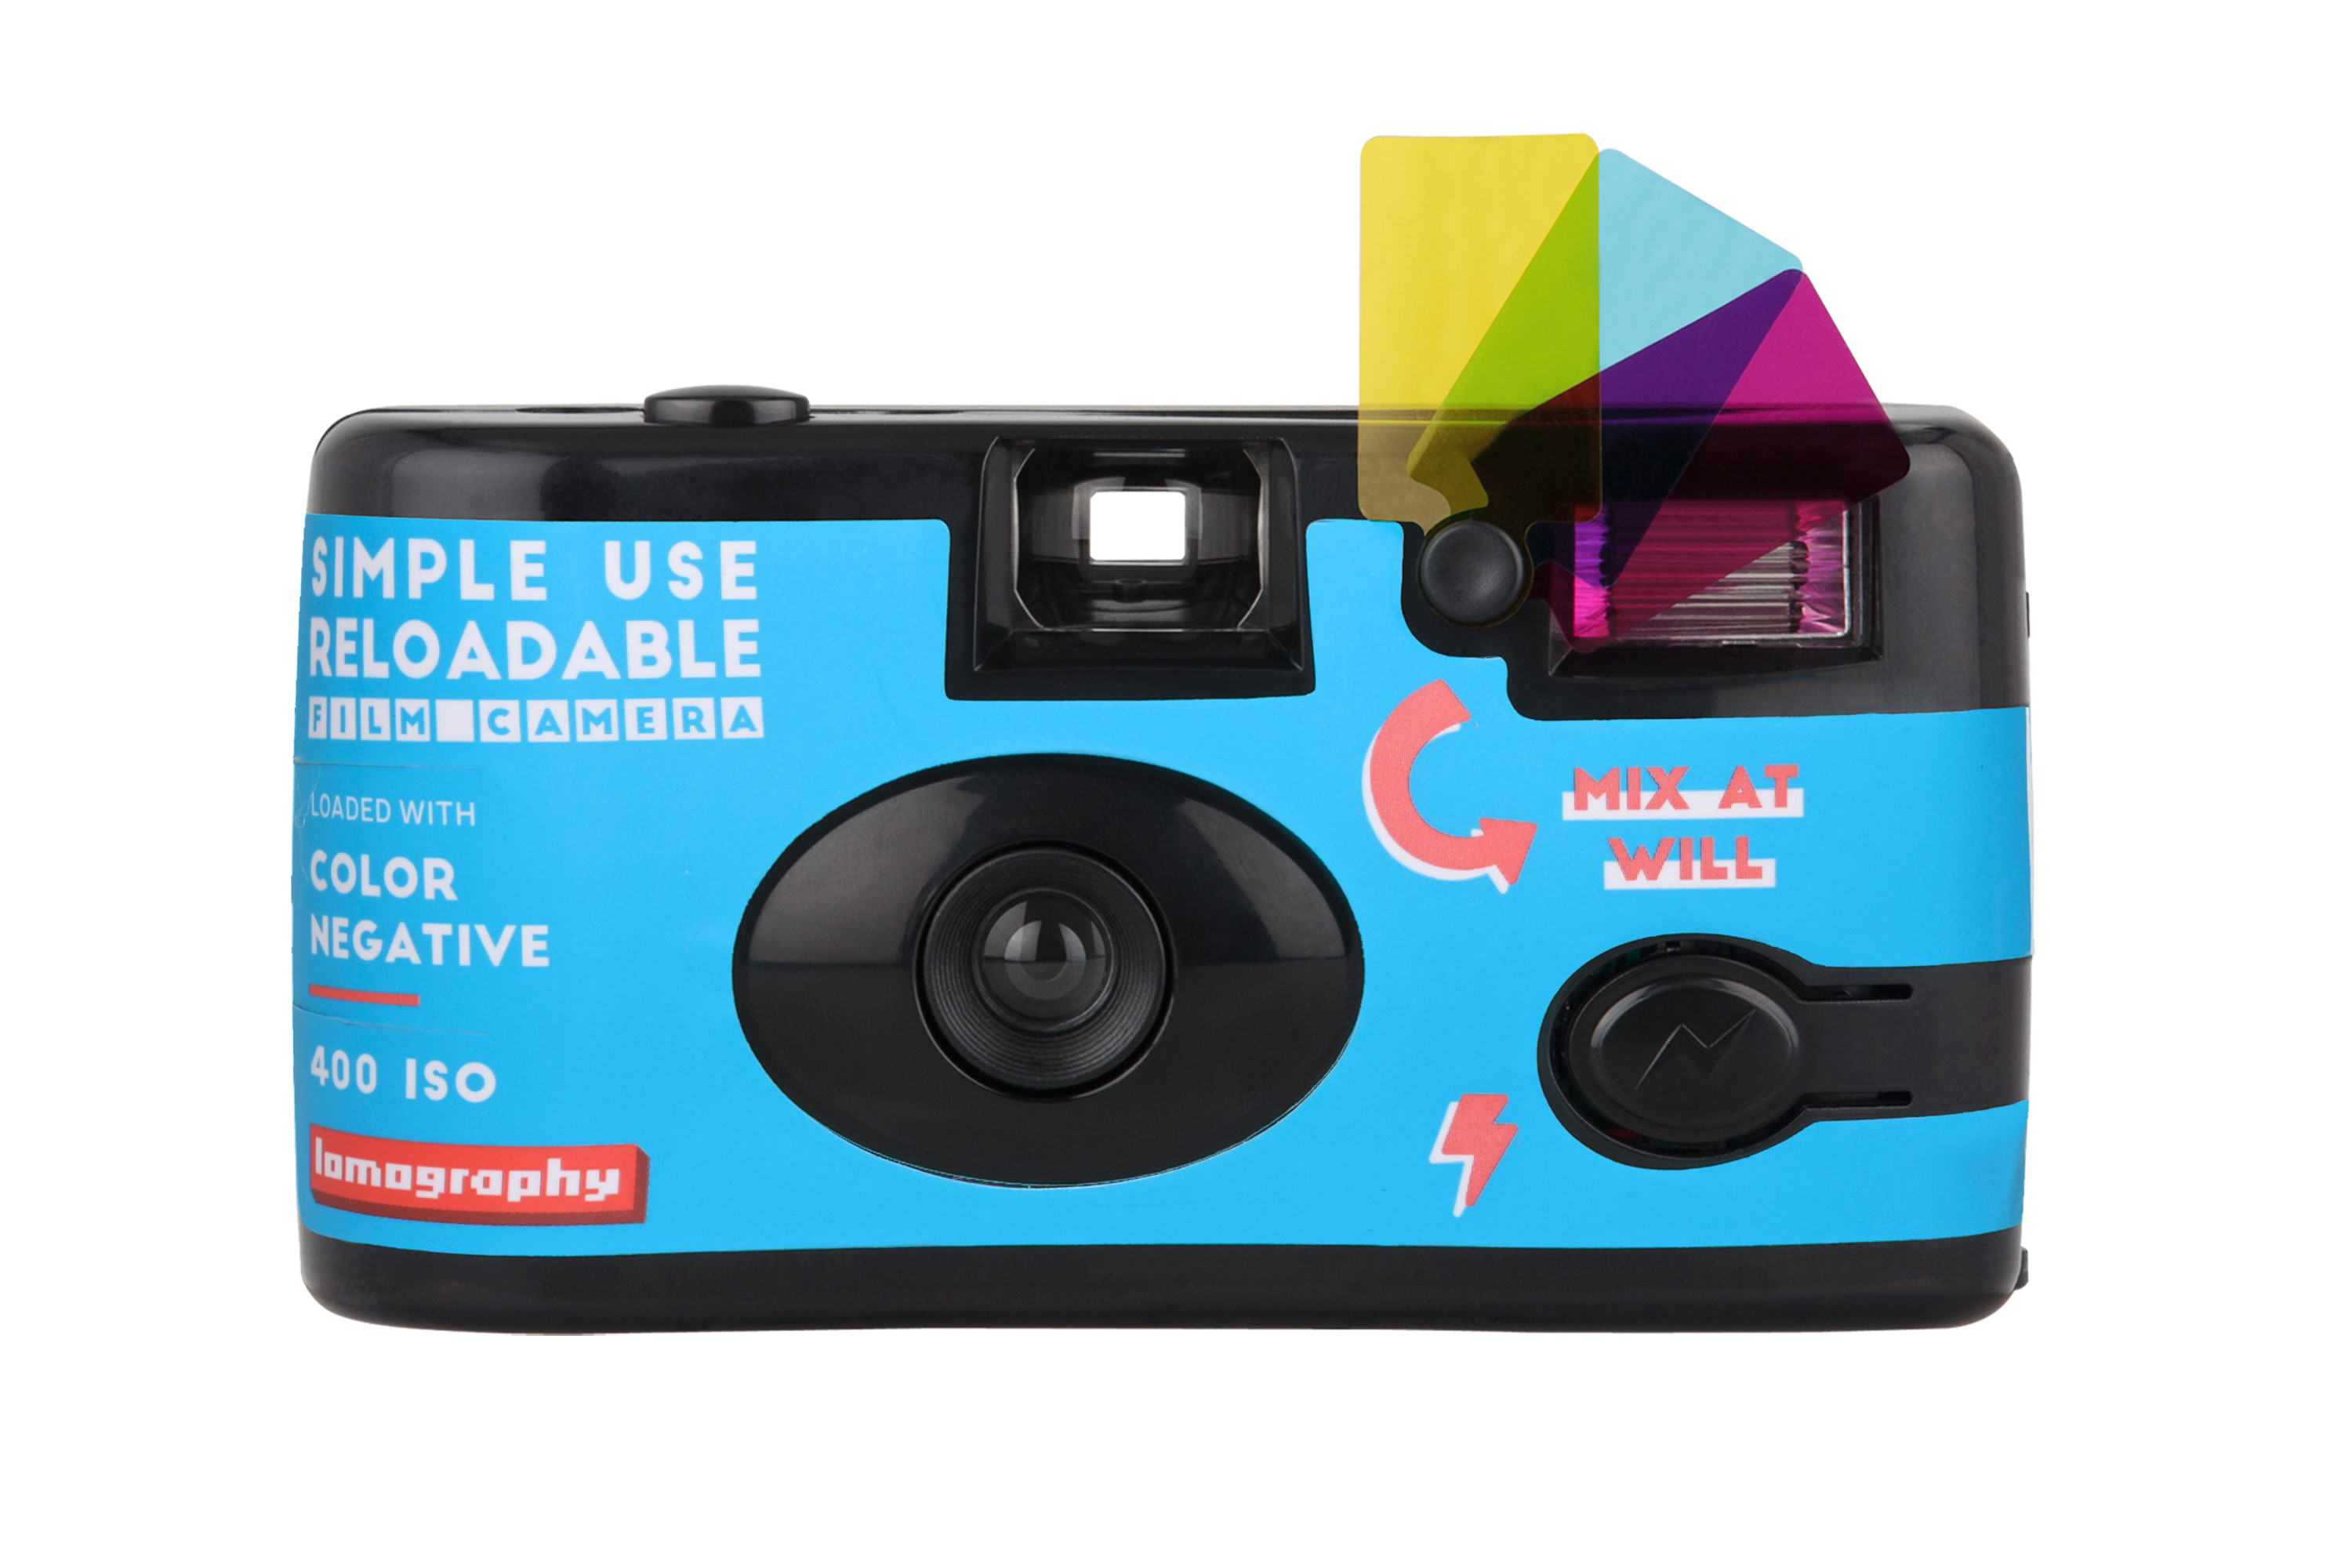 SIMPLE USE
RELOADABLE
FILM CAMERA
LOADED WITH
COLOR
NEGATIVE
400 ISO
lomography
MIX AT
WILL